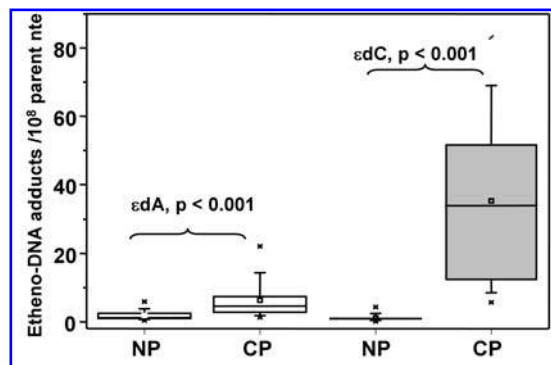 Etheno-DNA adducts /10⁸ parent nte
80
60
40
20
0
εdA, p < 0.001
εdC, p < 0.001
NP CP NP CP